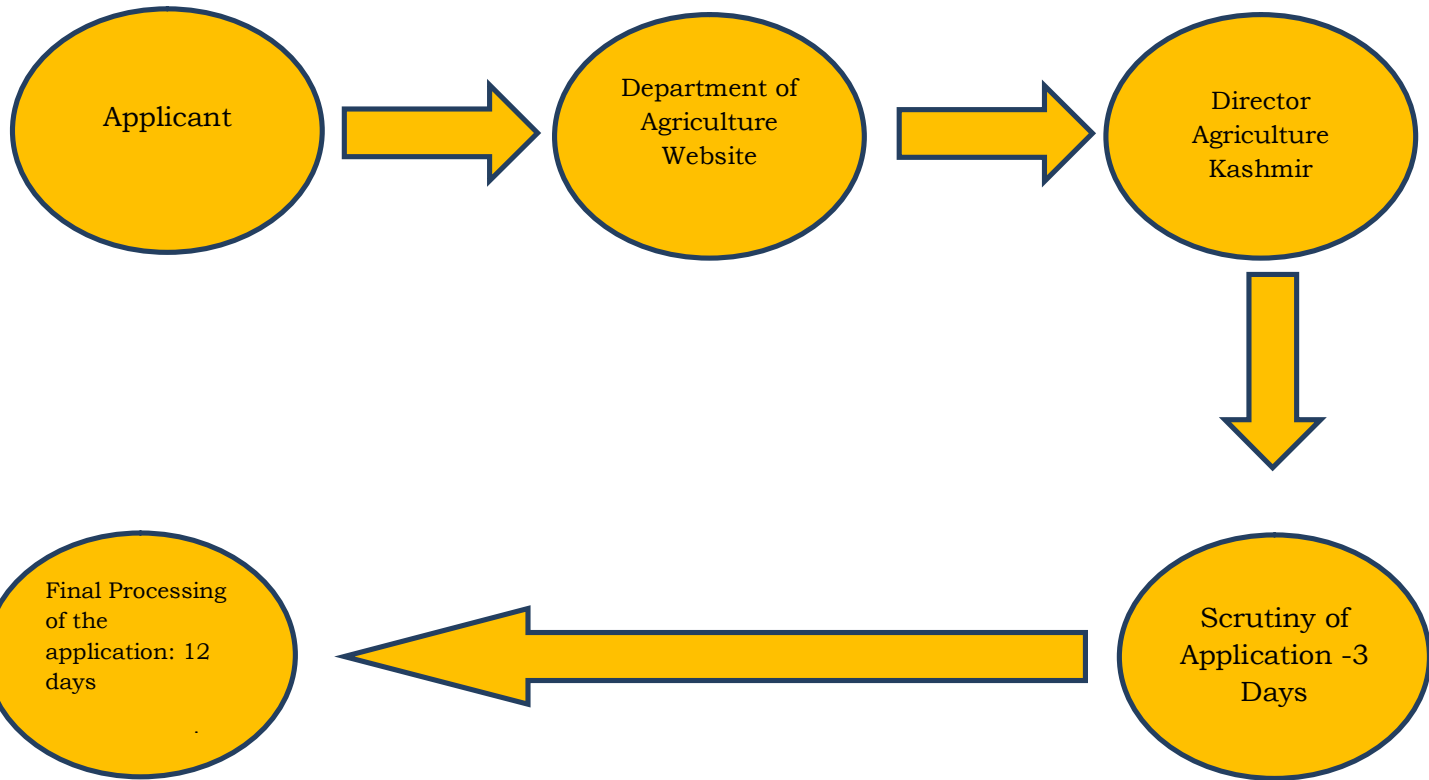 Applicant
Department of
Agriculture
Website
Director
Agriculture
Kashmir
Scrutiny of
Application -3
Days
Final Processing
of the
application: 12
days
.